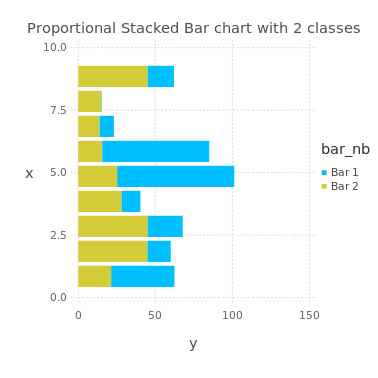 Proportional Stacked Bar chart with 2 classes
10.0
7.5
x
5.0
2.5
0.0
0
50
100
150
y
bar_nb
Bar 1
Bar 2